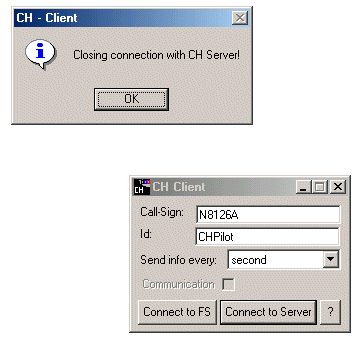 CH - Client
Closing connection with CH Server!
OK
CH Client
Call-Sign: N8126A
Id: CHPilot
Send info every: second
Communication
Connect to FS Connect to Server ?